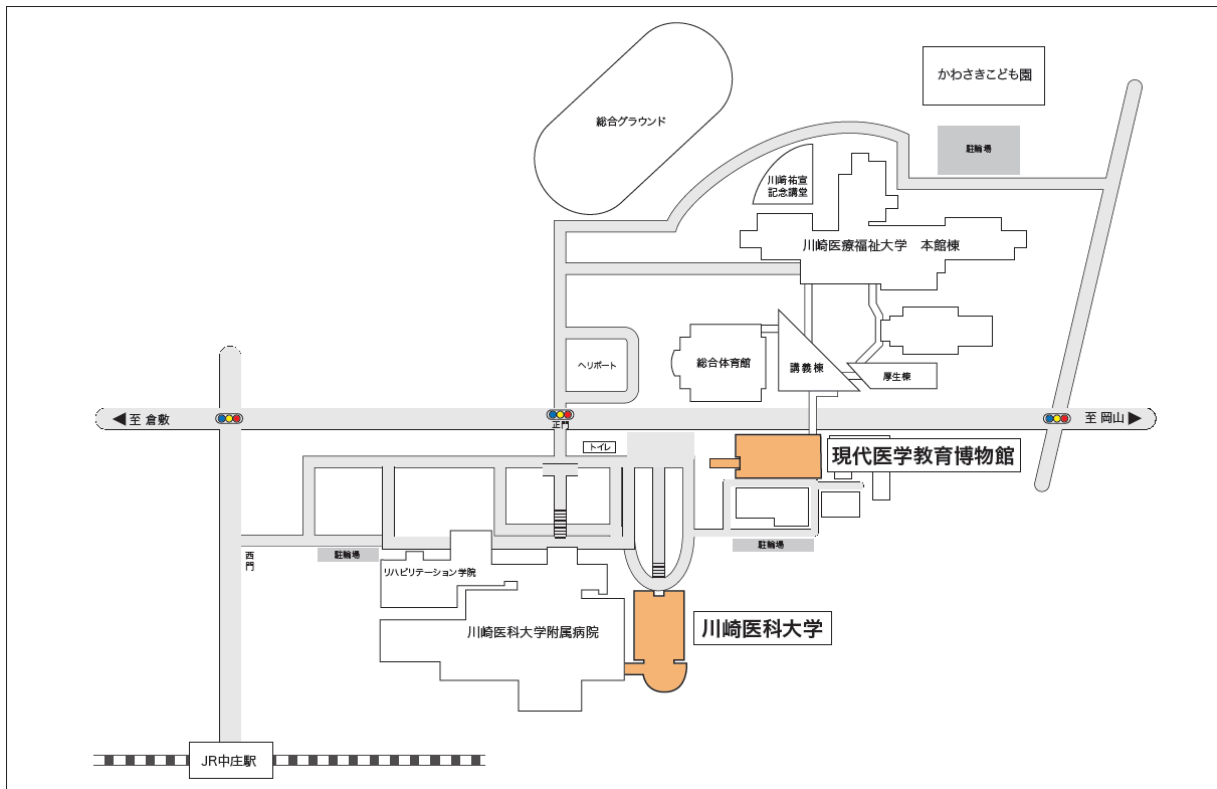 かわさきこども園
総合グラウンド
駐輪場
川﨑祐宣
記念講堂
川崎医療福祉大学　本館棟
ヘリポート
総合体育館
講義棟
厚生棟
至 倉敷
正門
至 岡山
トイレ
現代医学教育博物館
西門
駐輪場
駐輪場
リハビリテーション学院
川崎医科大学附属病院
川崎医科大学
JR中庄駅